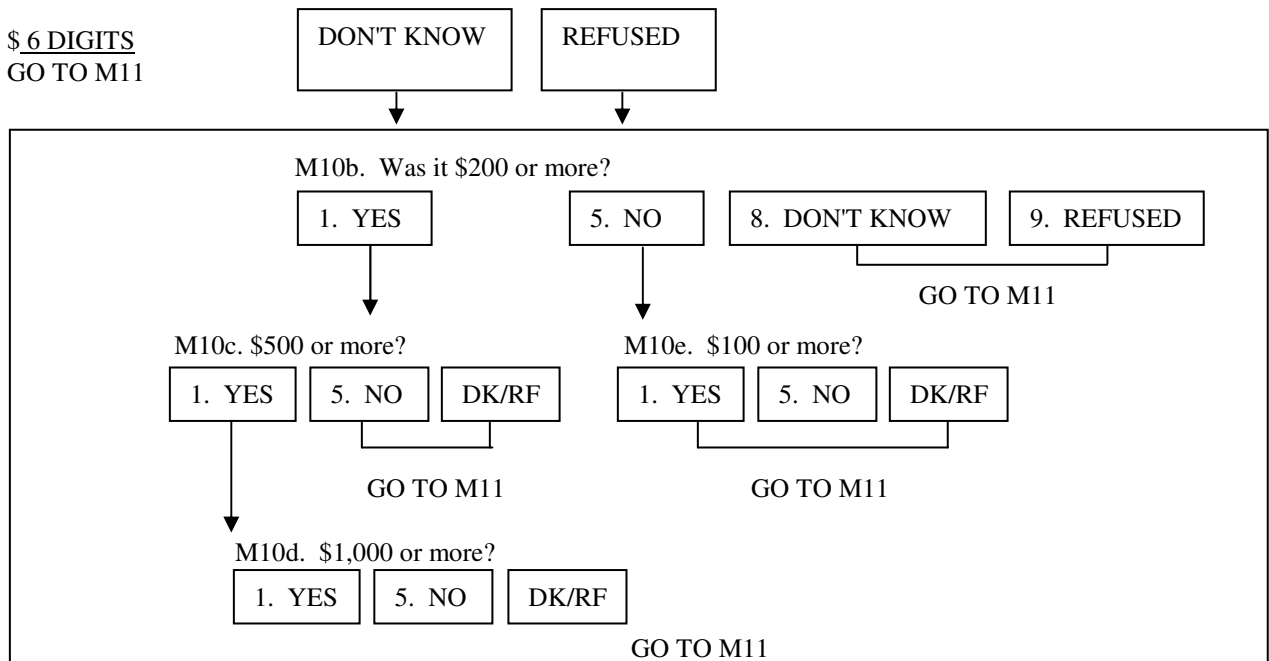 $ 6 DIGITS
GO TO M11
DON'T KNOW
REFUSED
M10b. Was it $200 or more?
1. YES
5. NO
8. DON'T KNOW
9. REFUSED
GO TO M11
M10c. $500 or more?
1. YES
5. NO
DK/RF
GO TO M11
M10e. $100 or more?
1. YES
5. NO
DK/RF
GO TO M11
M10d. $1,000 or more?
1. YES
5. NO
DK/RF
GO TO M11